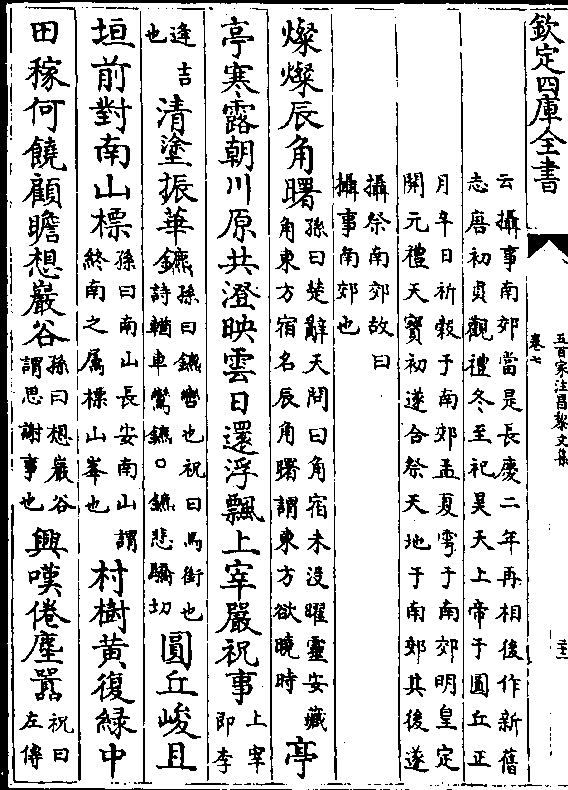 欽定四庫全書
五百家注昌黎文集
卷七
云攝事南郊當是長慶二年再相後作新舊
志唐初貞觀禮冬至祀昊天上帝于圓丘正
月辛日祈穀于南郊孟夏雩于南郊明皇定
開元禮天寶初遂合祭天地于南郊其後遂
攝祭南郊故曰
攝事南郊也
燦燦辰角曙孫曰楚辭天問曰角宿未没曜靈安藏角東方宿名辰角曙謂東方欲曉時亭
亭寒露朝川原共澄映雲日還浮飄上宰嚴祝事上宰即李
逢吉也清塗振華鑣孫曰鑣轡也祝曰馬銜也詩輶車鸞鑣○鑣悲驕切圓丘峻且
垣前對南山標孫曰南山長安南山謂終南之属標山峯也村樹黄復緑中
田稼何饒顧瞻想巖谷孫曰想巖谷謂思謝事也興嘆倦塵囂祝曰左傳